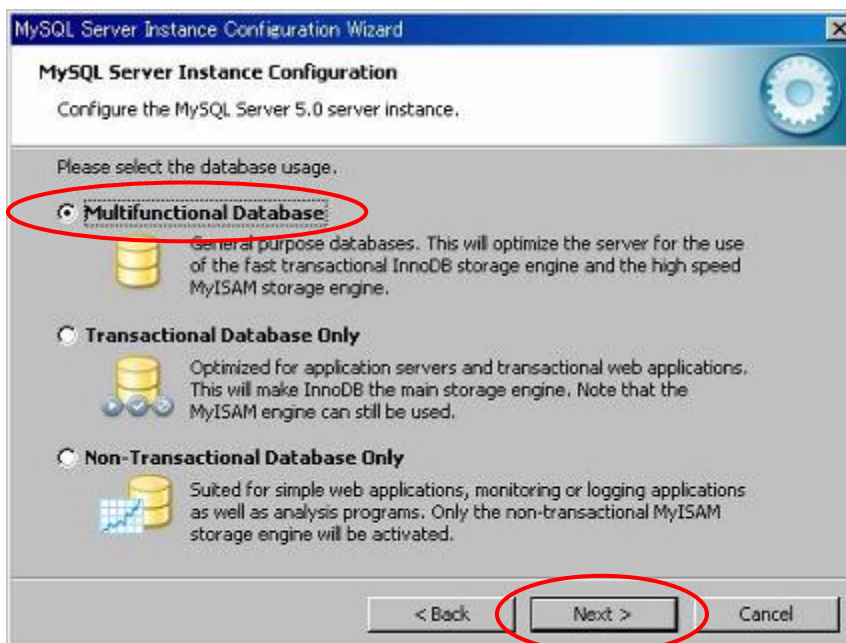 MySQL Server Instance Configuration Wizard
MySQL Server Instance Configuration
Configure the MySQL Server 5.0 server instance.
Please select the database usage.
Multifunctional Database
General purpose databases. This will optimize the server for the use
of the fast transactional InnoDB storage engine and the high speed
MyISAM storage engine.
Transactional Database Only
Optimized for application servers and transactional web applications.
This will make InnoDB the main storage engine. Note that the
MyISAM engine can still be used.
Non-Transactional Database Only
Suited for simple web applications, monitoring or logging applications
as well as analysis programs. Only the non-transactional MyISAM
storage engine will be activated.
< Back Next > Cancel